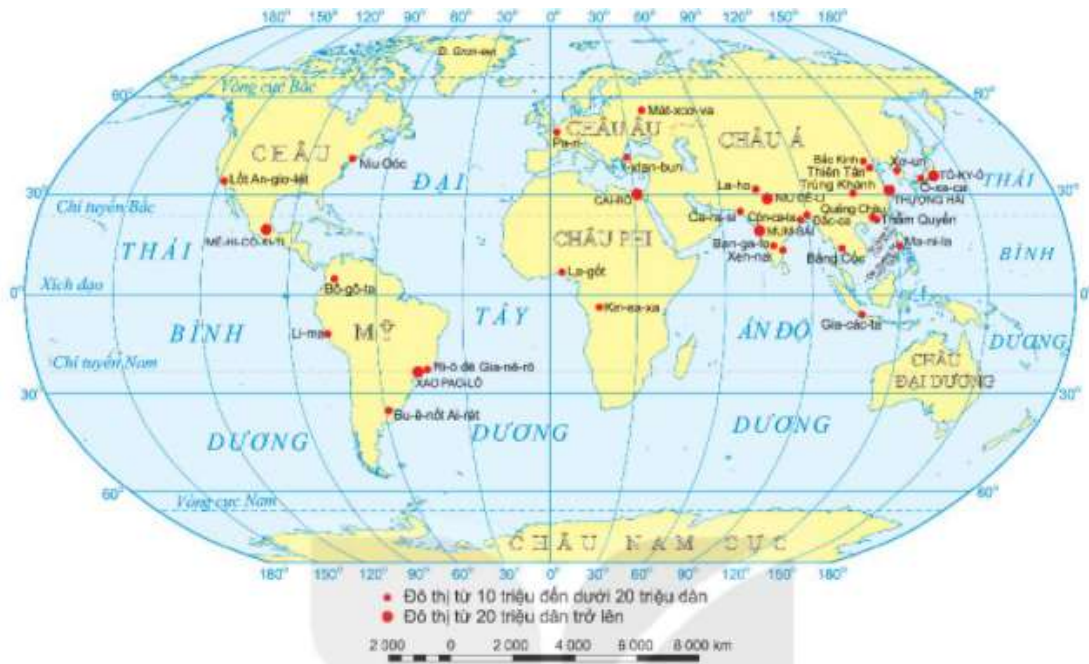 180° 150° 120° 90° 60° 30° 0° 30° 60° 90° 120° 150° 180°
Vòng cực Bắc
60° 60°
CHÂU ÂU
Mát-xcơ-va
Pa-ri
CHÂU Á
CHÂU
Niu Oóc
Lốt An-giơ-lét
I-xtan-bun
Bắc Kinh
Thiên Tân
Xơ-un
Trùng Khánh
TÔ-KY-Ô
Ô-xa-ca
THƯỢNG HẢI
La-ho
NIU ĐÊ-LI
30° 30°
CAI-RÔ
Chí tuyến Bắc
Ca-ra-si
Côn-ca-ta
Đắc-ca
Quảng Châu
Thẩm Quyến
MUM-BAI
MÊ-HI-CÔ XI-TI
CHÂU PHI
Ban-ga-lo
Xen-nai
Băng Cốc
Ma-ni-la
La-gốt
Bô-gô-ta
Xích đạo
0° 0°
Kin-sa-xa
Gia-các-ta
Li-ma
MỸ
Chí tuyến Nam
Ri-ô đê Gia-nê-rô
XAO PAO-LÔ
CHÂU
ĐẠI DƯƠNG
30° 30°
Bu-ê-nốt Ai-rét
THÁI
BÌNH
DƯƠNG
ĐẠI
TÂY
DƯƠNG
ẤN ĐỘ
DƯƠNG
THÁI
BÌNH
DƯƠNG
60° 60°
Vòng cực Nam
CHÂU NAM CỰC
180° 150° 120° 90° 60° 30° 0° 30° 60° 90° 120° 150° 180°
Đô thị từ 10 triệu đến dưới 20 triệu dân
Đô thị từ 20 triệu dân trở lên
2 000 0 2 000 4 000 6 000 8 000 km